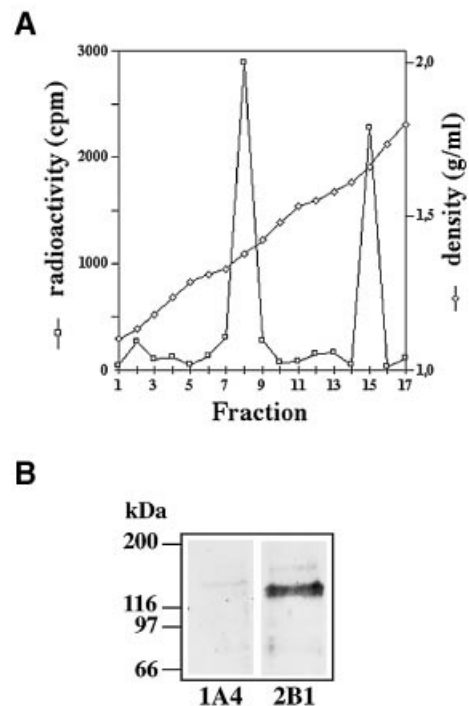 A
3000
2000
1000
0
radioactivity (cpm)
2,0
1,5
1,0
density (g/ml)
1 3 5 7 9 11 13 15 17
Fraction
B
kDa
200
116
97
66
1A4 2B1